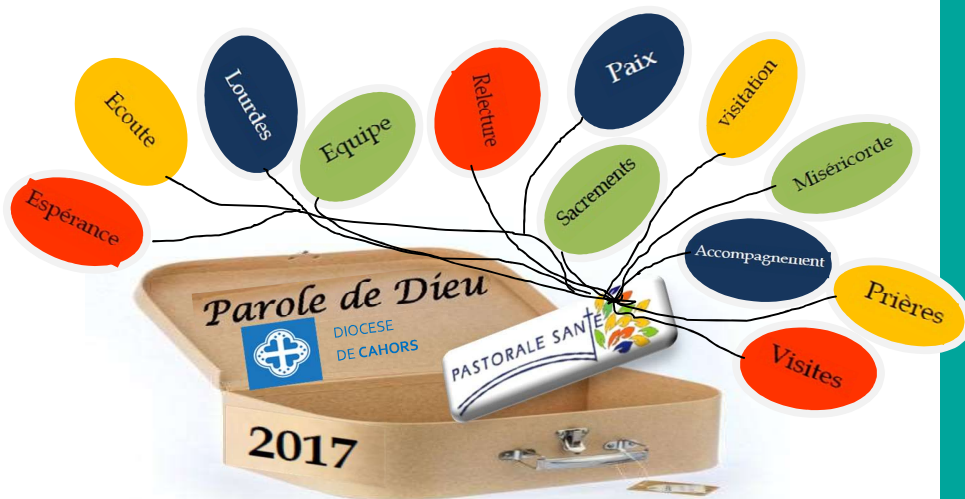 Espérance
Ecoute
Lourdes
Equipe
Relecture
Paix
Sacrements
visitation
Miséricorde
Accompagnement
Prières
Visites
Parole de Dieu
DIOCESE
DE CAHORS
PASTORALE SANTÉ
2017